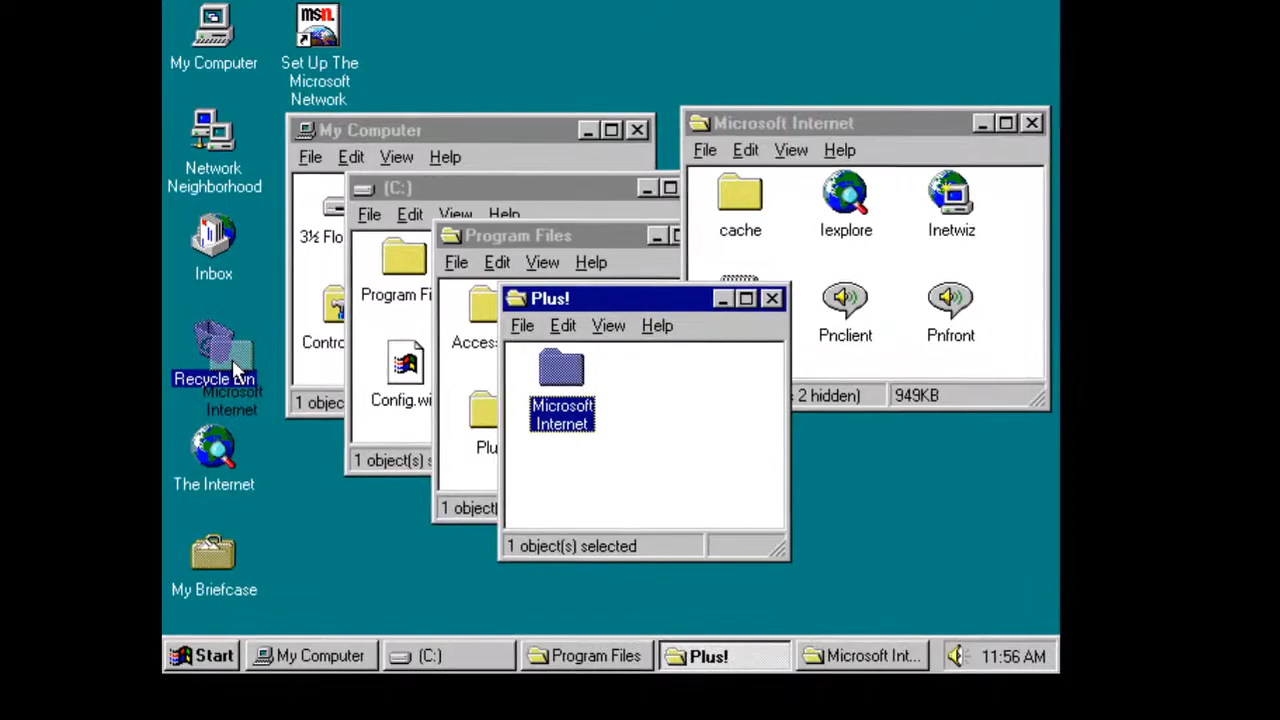 My Computer
msn.
Set Up The
Microsoft
Network
Network
Neighborhood
Inbox
Recycle Bin
Microsoft
Internet
The Internet
My Briefcase
My Computer
File Edit View Help
3½ Flo
Contro
1 objec
(C:)
File Edit View Help
Program Fi
Config.wi
1 object(s) s
Program Files
File Edit View Help
Access
Plu
1 object
Plus!
File Edit View Help
Microsoft
Internet
1 object(s) selected
Microsoft Internet
File Edit View Help
cache
Iexplore
Inetwiz
Pnclient
Pnfront
2 hidden)
949KB
Start
My Computer
(C:)
Program Files
Plus!
Microsoft Int...
11:56 AM